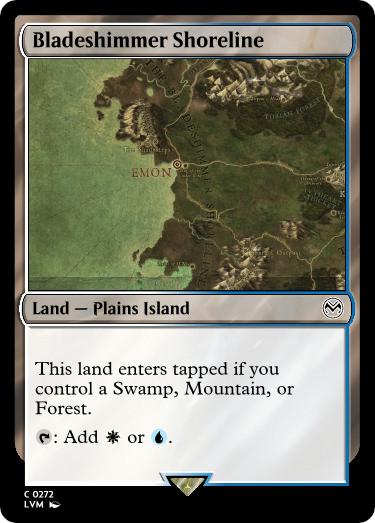 Bladeshimmer Shoreline
EMON
Land — Plains Island
This land enters tapped if you
control a Swamp, Mountain, or
Forest.
: Add or .
C 0272
LVM